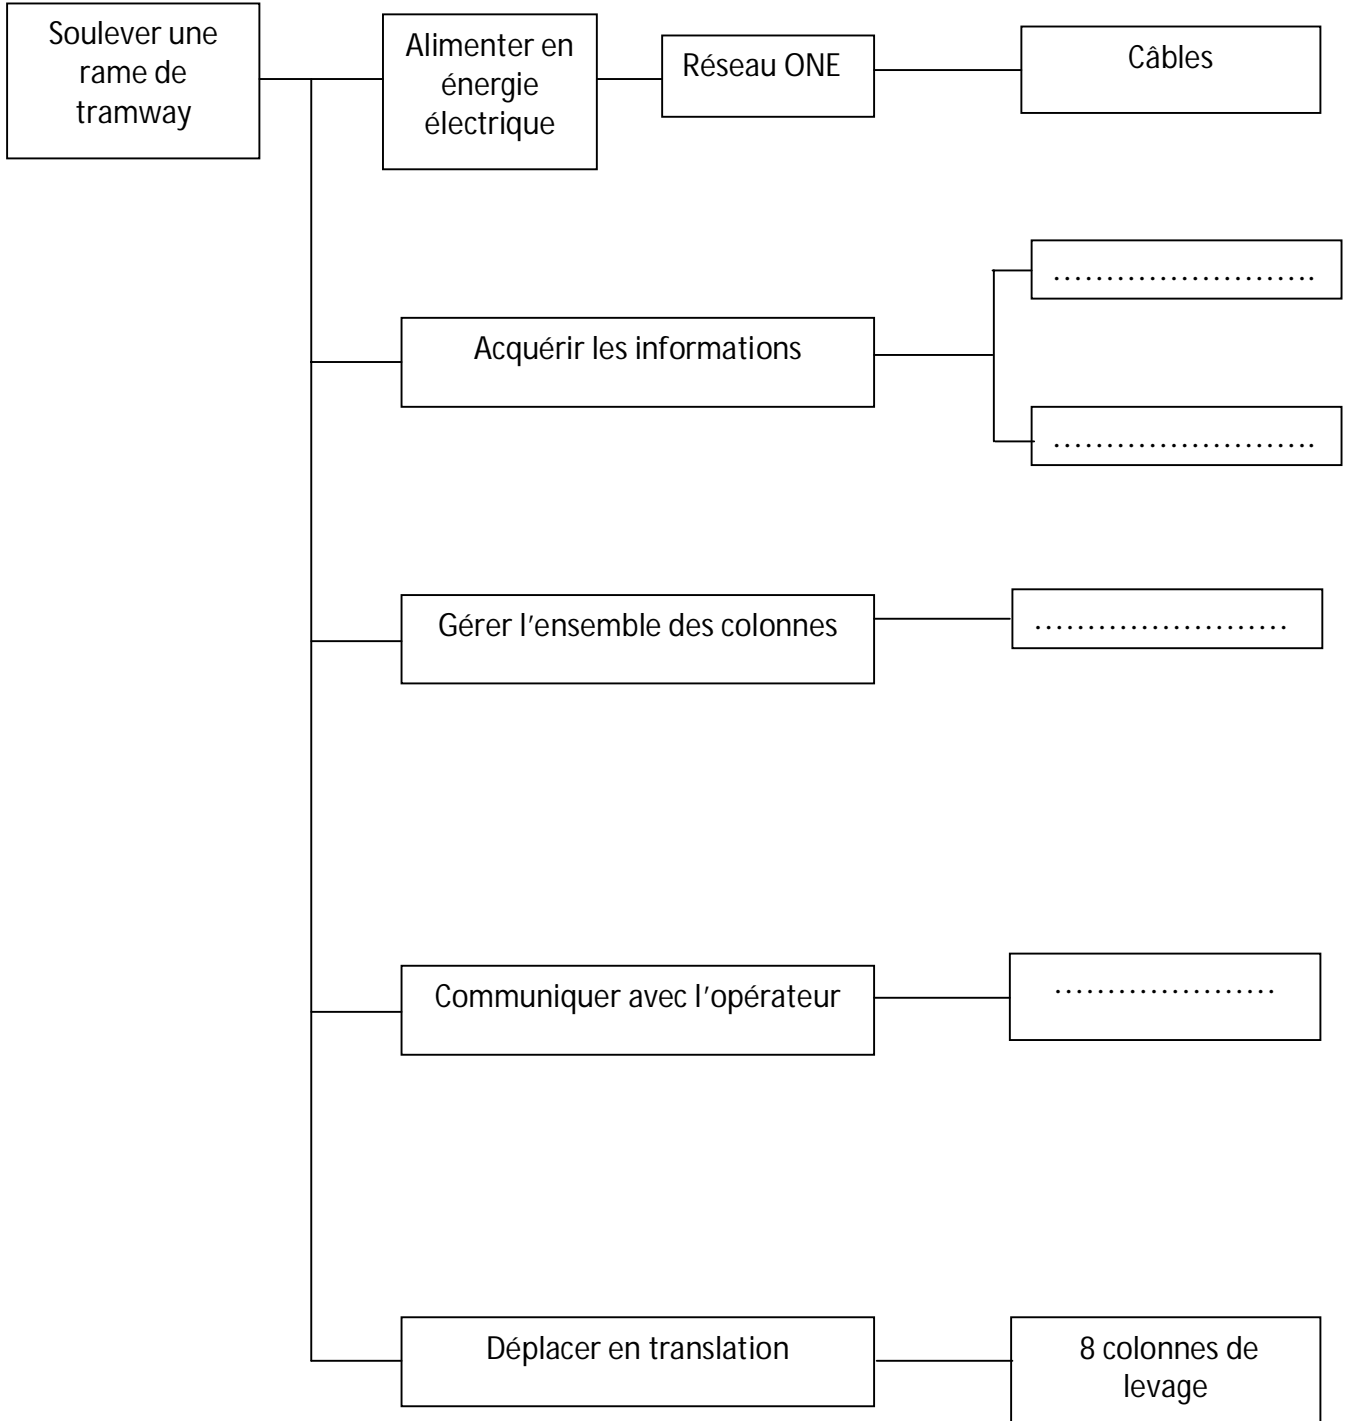 Soulever une
rame de
tramway
Alimenter en
énergie
électrique
Réseau ONE
Câbles
…………………….
Acquérir les informations
…………………….
Gérer l’ensemble des colonnes
……………………
Communiquer avec l’opérateur
…………………
Déplacer en translation
8 colonnes de
levage